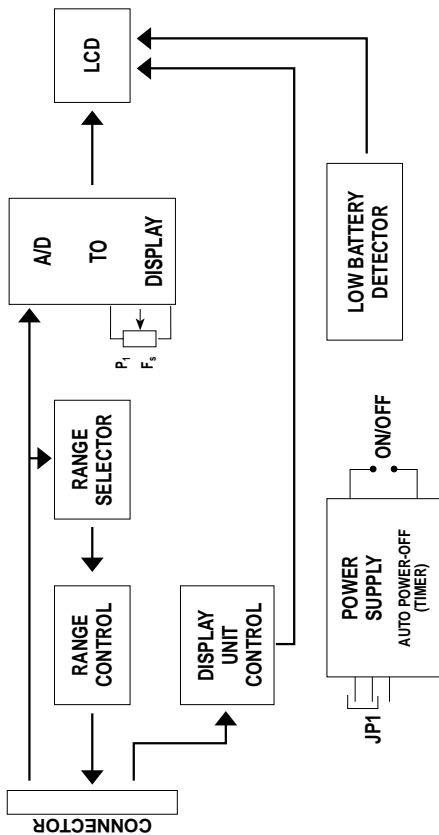 CONNECTOR
RANGE
CONTROL
RANGE
SELECTOR
A/D
TO
DISPLAY
P1
Fs
LCD
DISPLAY
UNIT
CONTROL
JP1
POWER
SUPPLY
AUTO POWER-OFF
(TIMER)
ON/OFF
LOW BATTERY
DETECTOR